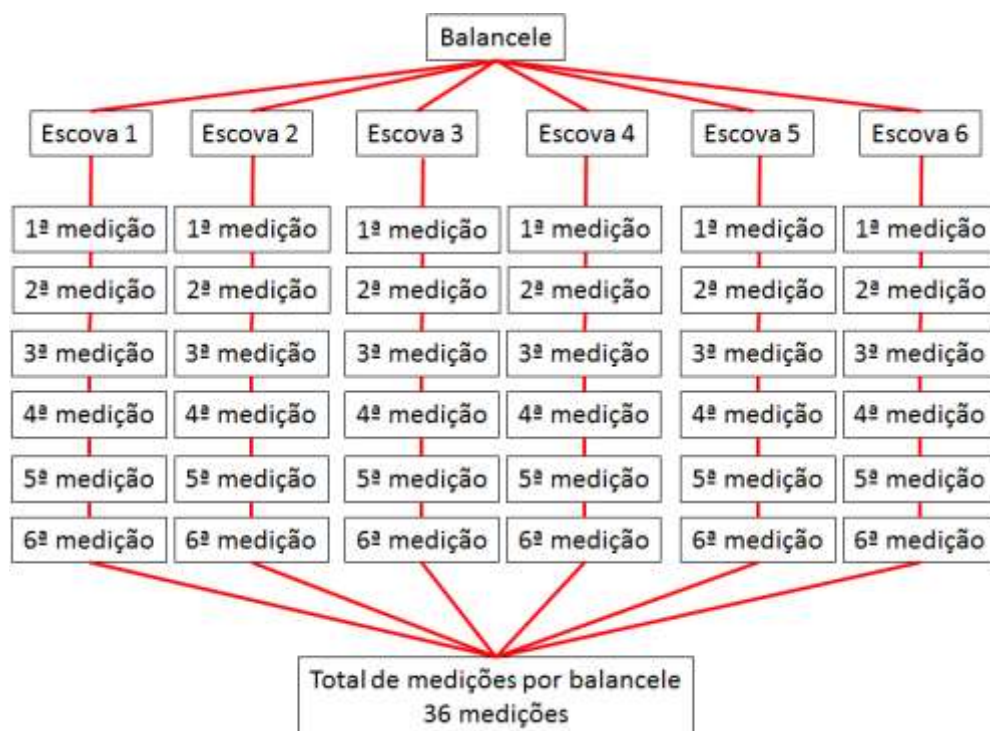 Balancele
Escova 1 Escova 2 Escova 3 Escova 4 Escova 5 Escova 6
1ª medição 1ª medição 1ª medição 1ª medição 1ª medição 1ª medição
2ª medição 2ª medição 2ª medição 2ª medição 2ª medição 2ª medição
3ª medição 3ª medição 3ª medição 3ª medição 3ª medição 3ª medição
4ª medição 4ª medição 4ª medição 4ª medição 4ª medição 4ª medição
5ª medição 5ª medição 5ª medição 5ª medição 5ª medição 5ª medição
6ª medição 6ª medição 6ª medição 6ª medição 6ª medição 6ª medição
Total de medições por balancele
36 medições